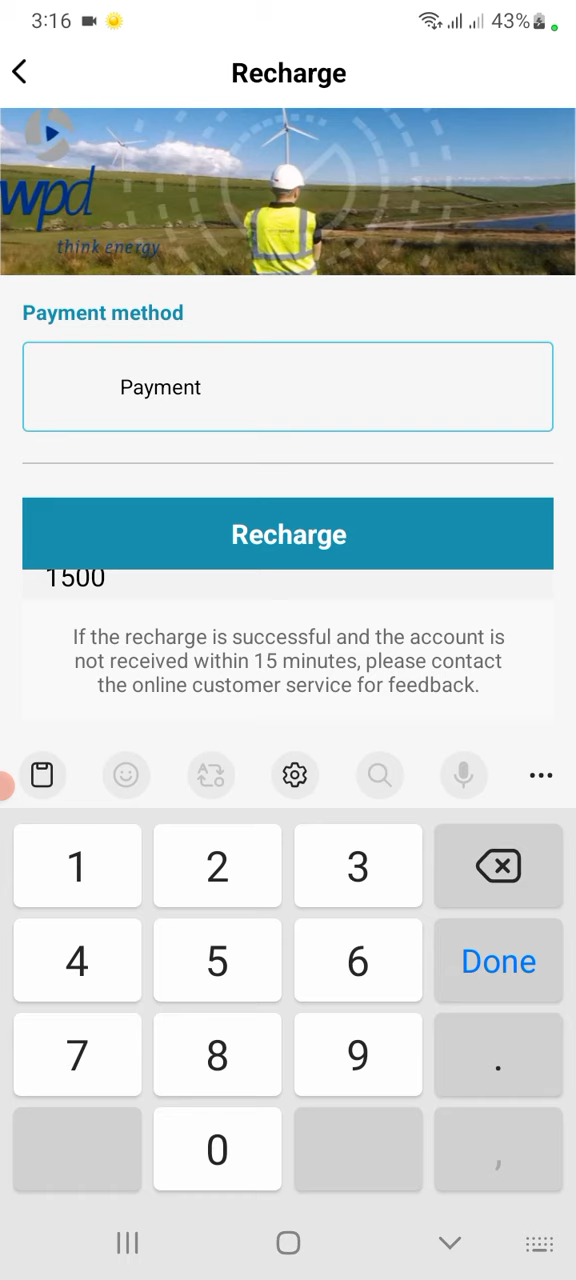 3:16
43%
Recharge
wpd
think energy
Payment method
Payment
Recharge
1500
If the recharge is successful and the account is
not received within 15 minutes, please contact
the online customer service for feedback.
1 2 3
4 5 6 Done
7 8 9 .
0 ,